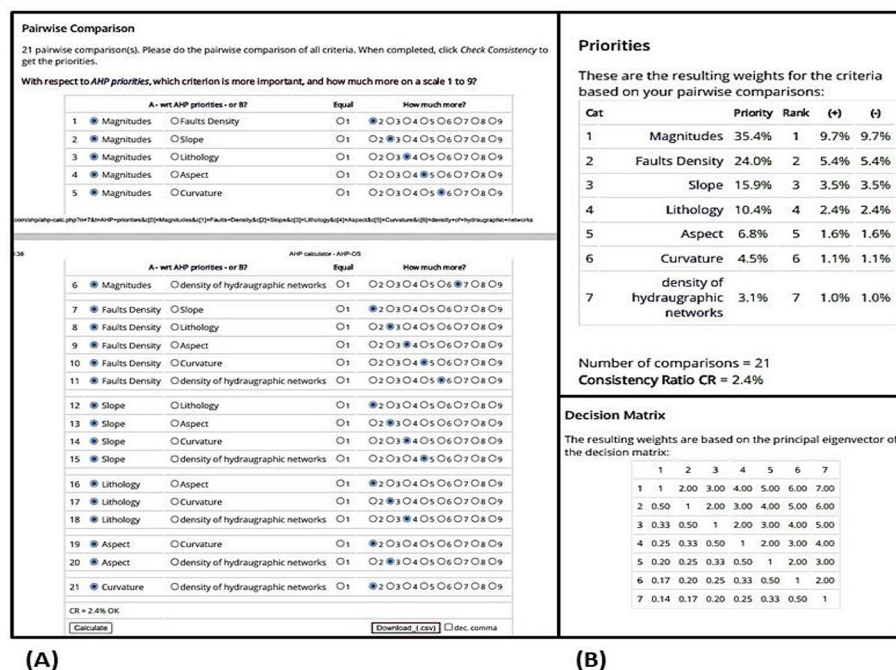 Pairwise Comparison
21 pairwise comparison(s). Please do the pairwise comparison of all criteria. When completed, click Check Consistency to
get the priorities.
With respect to AHP priorities, which criterion is more important, and how much more on a scale 1 to 9?
A - wrt AHP priorities - or B? Equal How much more?
1 Magnitudes Faults Density 1 2 3 4 5 6 7 8 9
2 Magnitudes Slope 1 2 3 4 5 6 7 8 9
3 Magnitudes Lithology 1 2 3 4 5 6 7 8 9
4 Magnitudes Aspect 1 2 3 4 5 6 7 8 9
5 Magnitudes Curvature 1 2 3 4 5 6 7 8 9
com/ahp/ahp-calc.php?n=7&t=AHP+priorities&c[0]=Magnitudes&c[1]=Faults+Density&c[2]=Slope&c[3]=Lithology&c[4]=Aspect&c[5]=Curvature&c[6]=density+of+hydraugraphic+networks
:38 AHP calculator - AHP-OS
A - wrt AHP priorities - or B? Equal How much more?
6 Magnitudes density of hydraugraphic networks 1 2 3 4 5 6 7 8 9
7 Faults Density Slope 1 2 3 4 5 6 7 8 9
8 Faults Density Lithology 1 2 3 4 5 6 7 8 9
9 Faults Density Aspect 1 2 3 4 5 6 7 8 9
10 Faults Density Curvature 1 2 3 4 5 6 7 8 9
11 Faults Density density of hydraugraphic networks 1 2 3 4 5 6 7 8 9
12 Slope Lithology 1 2 3 4 5 6 7 8 9
13 Slope Aspect 1 2 3 4 5 6 7 8 9
14 Slope Curvature 1 2 3 4 5 6 7 8 9
15 Slope density of hydraugraphic networks 1 2 3 4 5 6 7 8 9
16 Lithology Aspect 1 2 3 4 5 6 7 8 9
17 Lithology Curvature 1 2 3 4 5 6 7 8 9
18 Lithology density of hydraugraphic networks 1 2 3 4 5 6 7 8 9
19 Aspect Curvature 1 2 3 4 5 6 7 8 9
20 Aspect density of hydraugraphic networks 1 2 3 4 5 6 7 8 9
21 Curvature density of hydraugraphic networks 1 2 3 4 5 6 7 8 9
CR = 2.4% OK
Calculate Download_(.csv) dec. comma
(A)
Priorities
These are the resulting weights for the criteria
based on your pairwise comparisons:
Cat Priority Rank (+) (-)
1 Magnitudes 35.4% 1 9.7% 9.7%
2 Faults Density 24.0% 2 5.4% 5.4%
3 Slope 15.9% 3 3.5% 3.5%
4 Lithology 10.4% 4 2.4% 2.4%
5 Aspect 6.8% 5 1.6% 1.6%
6 Curvature 4.5% 6 1.1% 1.1%
density of
7 hydraugraphic 3.1% 7 1.0% 1.0%
networks
Number of comparisons = 21
Consistency Ratio CR = 2.4%
Decision Matrix
The resulting weights are based on the principal eigenvector of
the decision matrix:
1 2 3 4 5 6 7
1 1 2.00 3.00 4.00 5.00 6.00 7.00
2 0.50 1 2.00 3.00 4.00 5.00 6.00
3 0.33 0.50 1 2.00 3.00 4.00 5.00
4 0.25 0.33 0.50 1 2.00 3.00 4.00
5 0.20 0.25 0.33 0.50 1 2.00 3.00
6 0.17 0.20 0.25 0.33 0.50 1 2.00
7 0.14 0.17 0.20 0.25 0.33 0.50 1
(B)